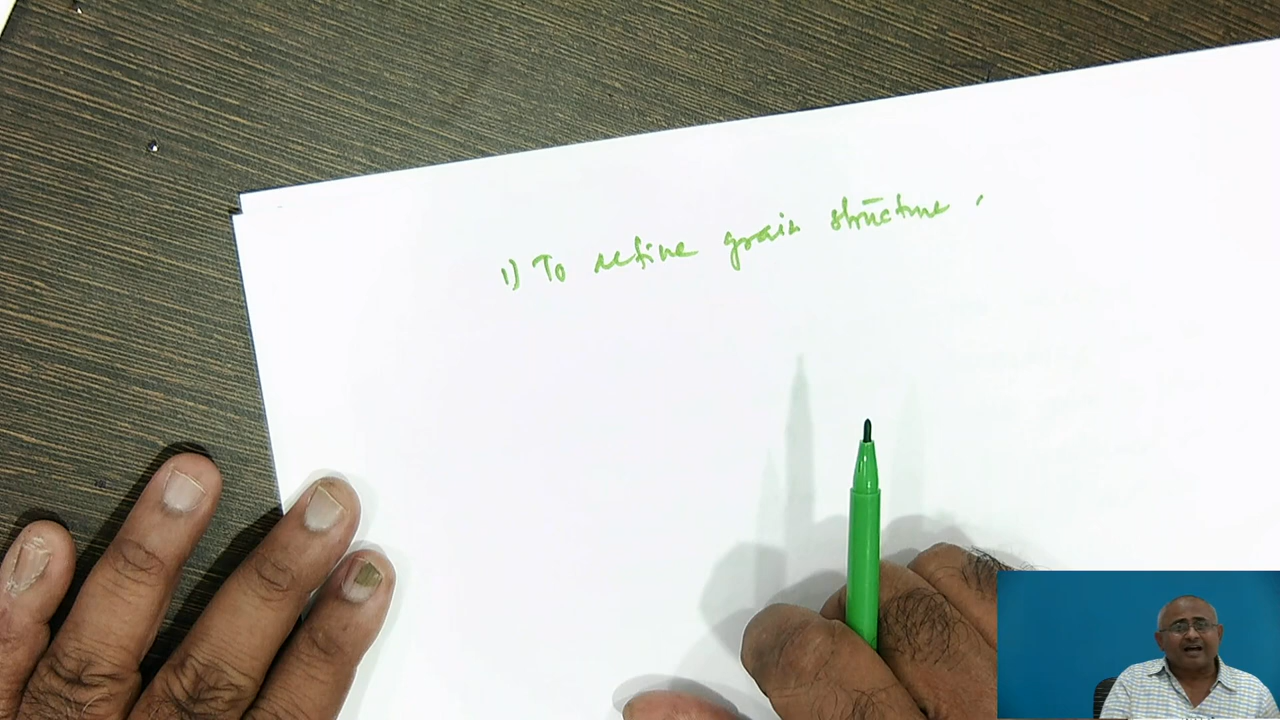 1) To refine grain structure.